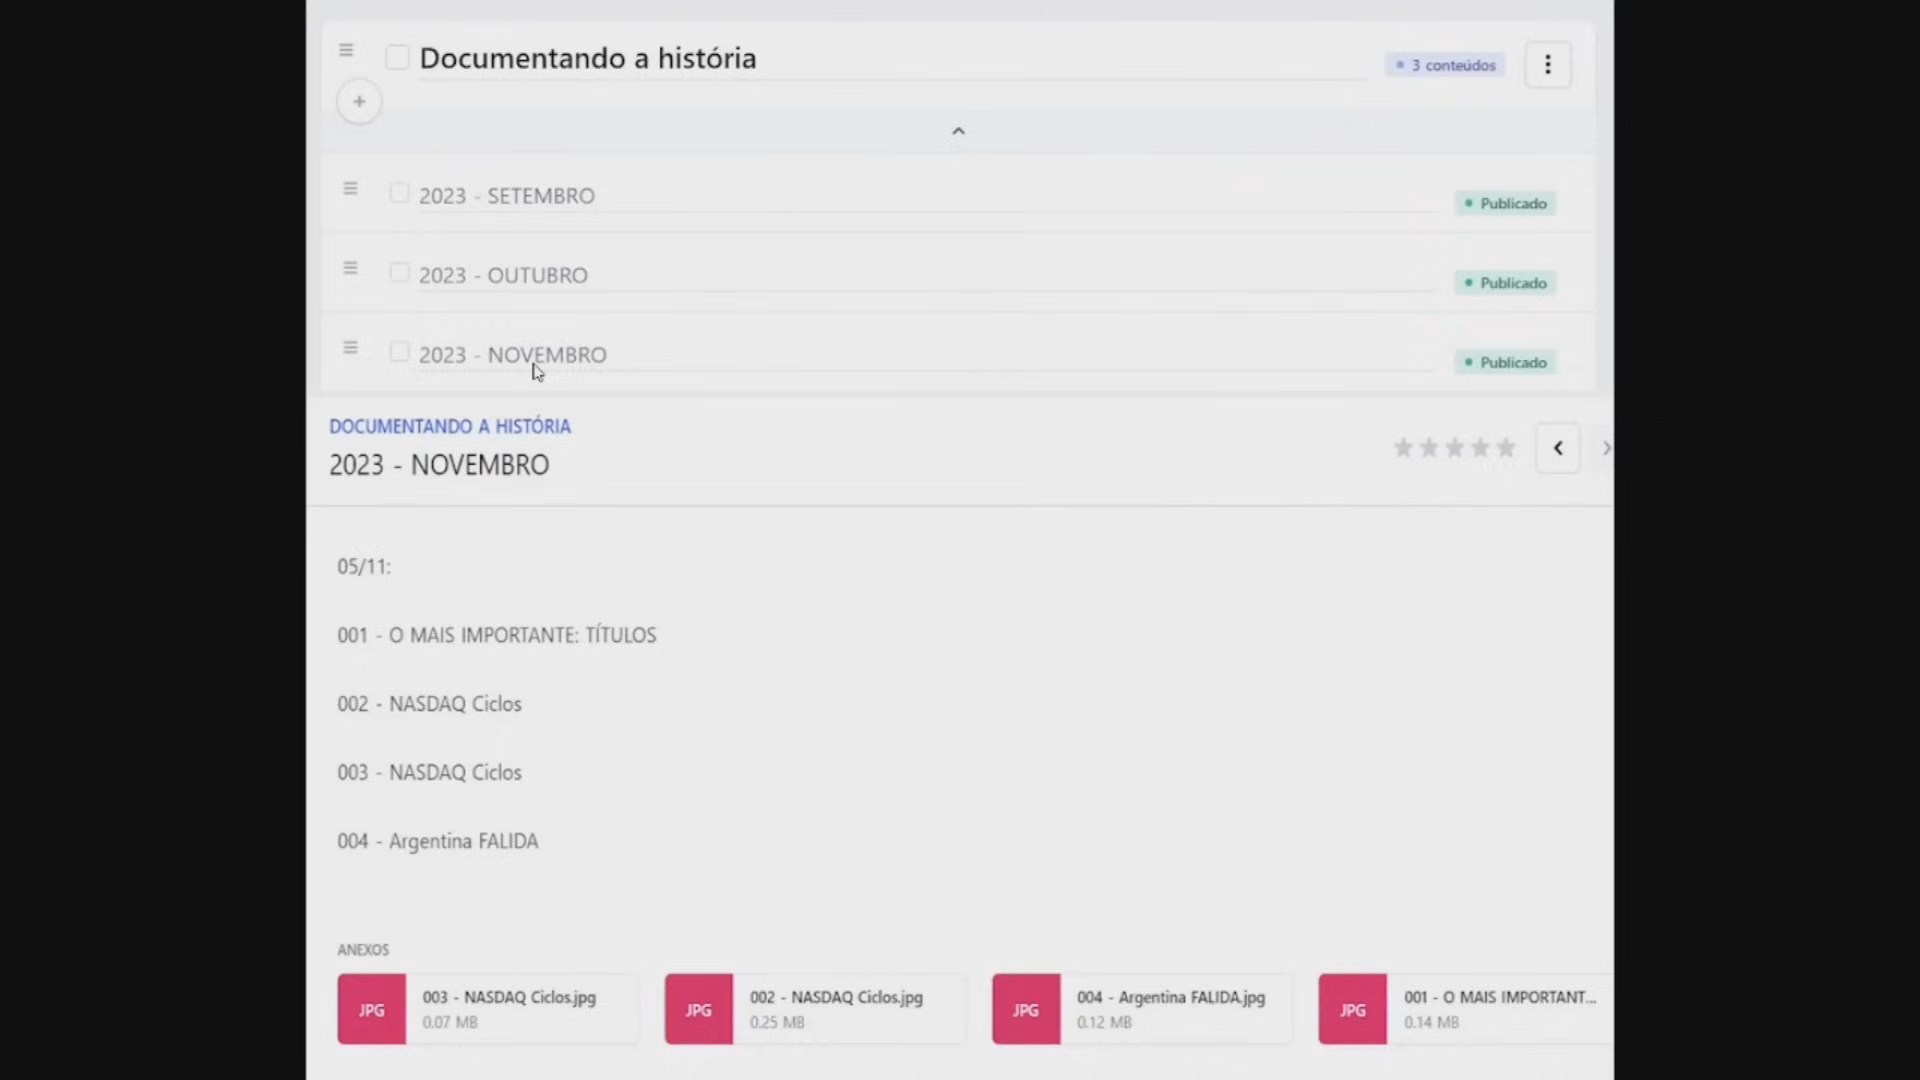 Documentando a história
3 conteúdos
2023 - SETEMBRO
Publicado
2023 - OUTUBRO
Publicado
2023 - NOVEMBRO
Publicado
DOCUMENTANDO A HISTÓRIA
2023 - NOVEMBRO
05/11:
001 - O MAIS IMPORTANTE: TÍTULOS
002 - NASDAQ Ciclos
003 - NASDAQ Ciclos
004 - Argentina FALIDA
ANEXOS
JPG
003 - NASDAQ Ciclos.jpg
0.07 MB
JPG
002 - NASDAQ Ciclos.jpg
0.25 MB
JPG
004 - Argentina FALIDA.jpg
0.12 MB
JPG
001 - O MAIS IMPORTANT...
0.14 MB